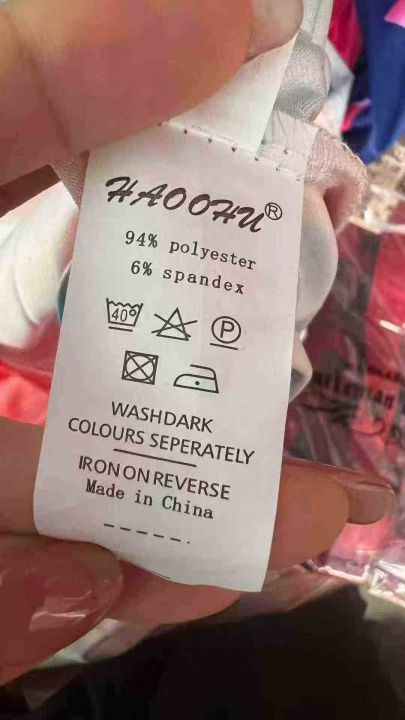 HAOOHU®
94% polyester
6% spandex
40°
P
WASHDARK
COLOURS SEPERATELY
IRON ON REVERSE
Made in China